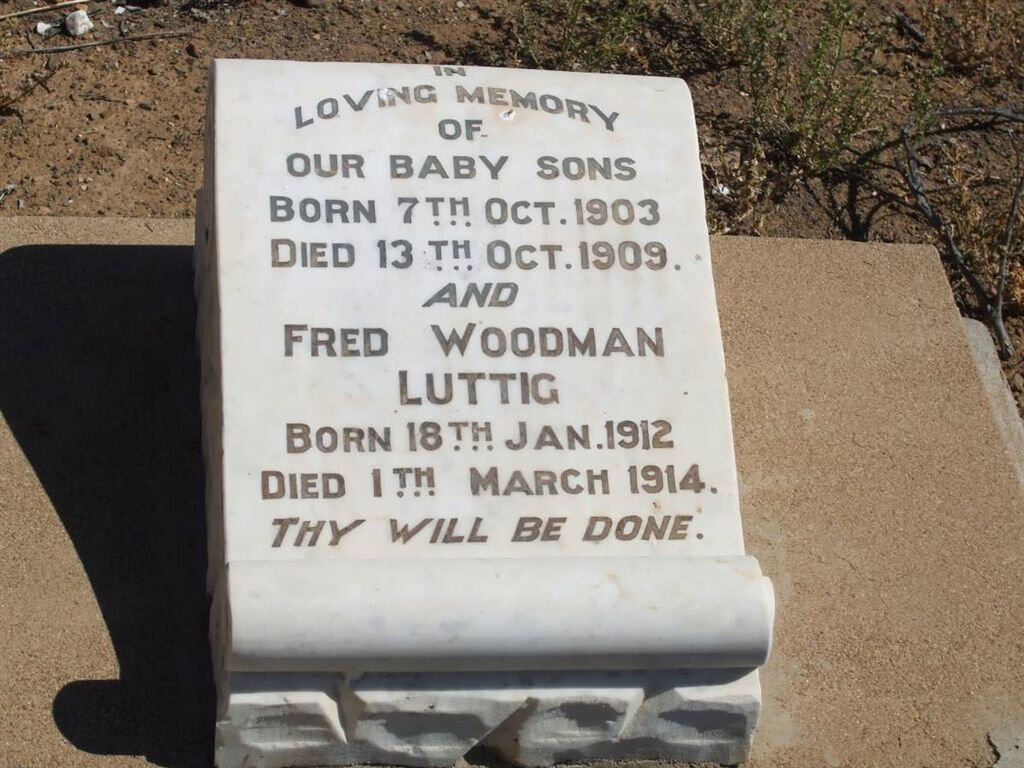 IN
LOVING MEMORY
OF
OUR BABY SONS
BORN 7TH OCT. 1903
DIED 13TH OCT. 1909.
AND
FRED WOODMAN
LUTTIG
BORN 18TH JAN. 1912
DIED 1TH MARCH 1914.
THY WILL BE DONE.